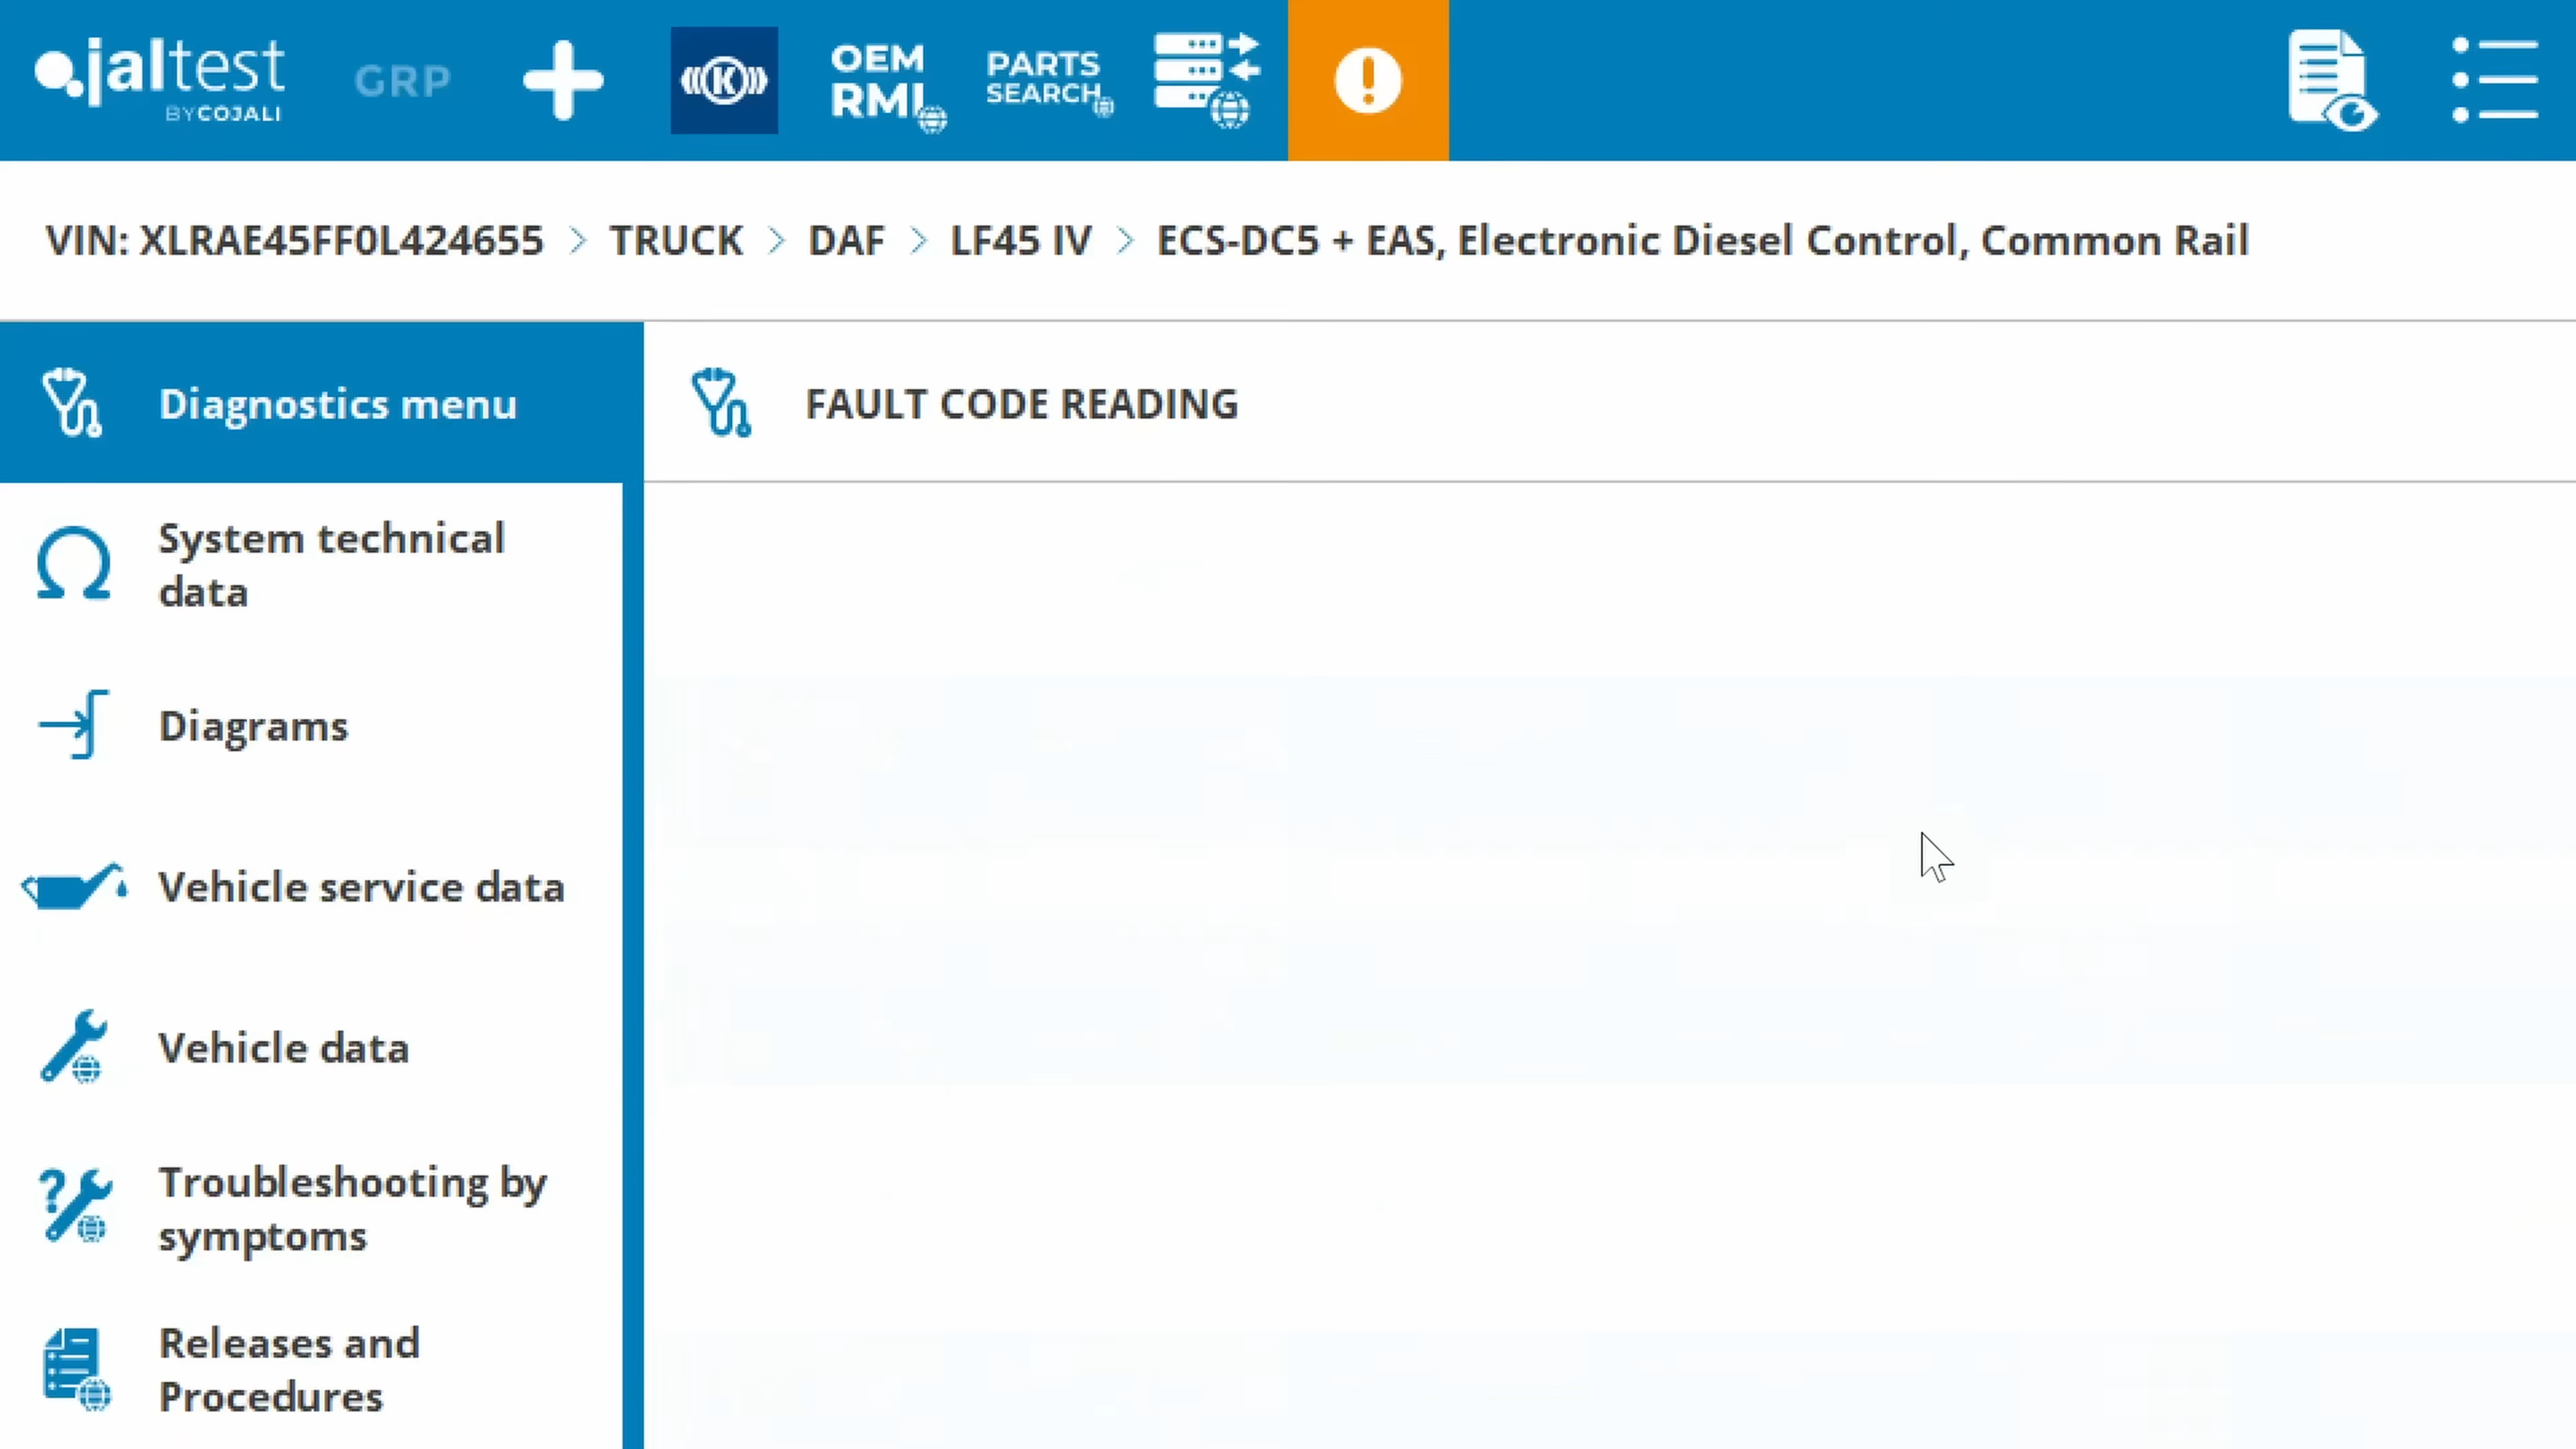 jaltest
BYCOJALI
GRP
OEM
RMI
PARTS
SEARCH
VIN: XLRAE45FF0L424655 > TRUCK > DAF > LF45 IV > ECS-DC5 + EAS, Electronic Diesel Control, Common Rail
Diagnostics menu
FAULT CODE READING
System technical
data
Diagrams
Vehicle service data
Vehicle data
Troubleshooting by
symptoms
Releases and
Procedures